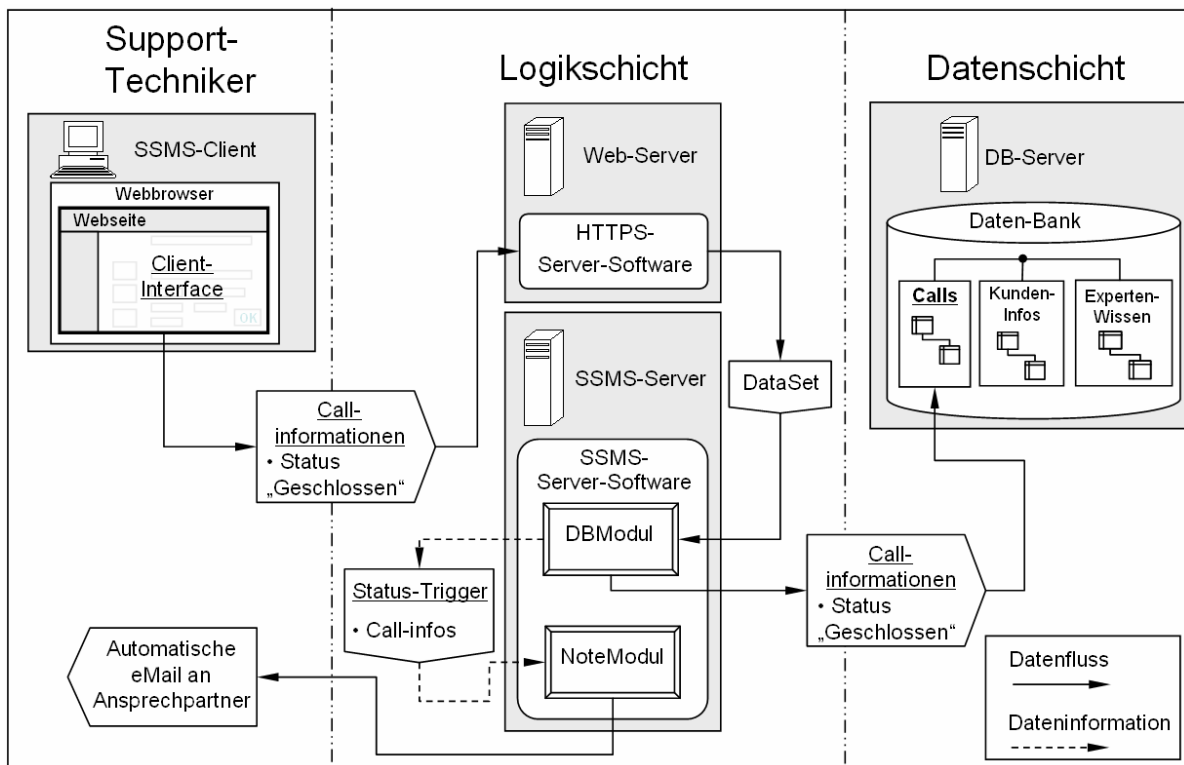 Support-
Techniker
Logikschicht
Datenschicht
SSMS-Client
Webbrowser
Webseite
Client-
Interface
OK
Web-Server
HTTPS-
Server-Software
DB-Server
Daten-Bank
Calls
Kunden-
Infos
Experten-
Wissen
SSMS-Server
DataSet
Call-
informationen
• Status
„Geschlossen“
SSMS-
Server-Software
DBModul
Status-Trigger
• Call-infos
NoteModul
Call-
informationen
• Status
„Geschlossen“
Automatische
eMail an
Ansprechpartner
Datenfluss
Dateninformation